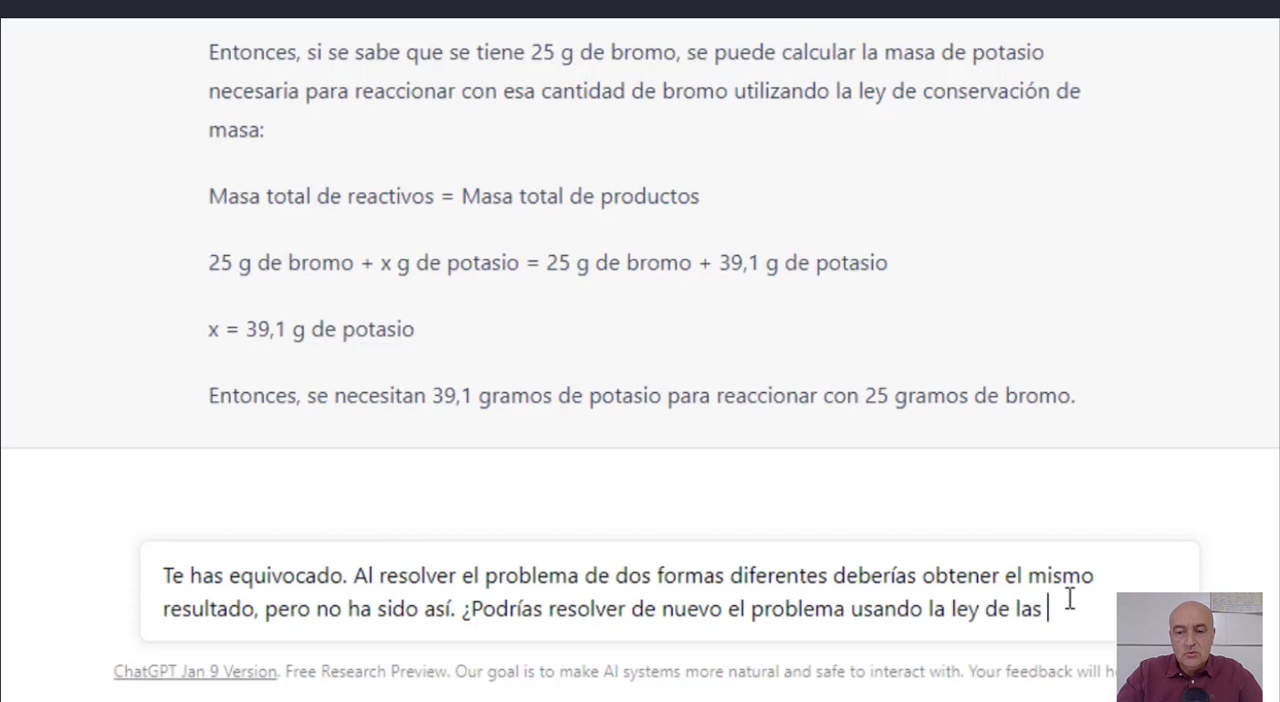 Entonces, si se sabe que se tiene 25 g de bromo, se puede calcular la masa de potasio
necesaria para reaccionar con esa cantidad de bromo utilizando la ley de conservación de
masa:
Masa total de reactivos = Masa total de productos
25 g de bromo + x g de potasio = 25 g de bromo + 39,1 g de potasio
x = 39,1 g de potasio
Entonces, se necesitan 39,1 gramos de potasio para reaccionar con 25 gramos de bromo.
Te has equivocado. Al resolver el problema de dos formas diferentes deberías obtener el mismo
resultado, pero no ha sido así. ¿Podrías resolver de nuevo el problema usando la ley de las
ChatGPT Jan 9 Version. Free Research Preview. Our goal is to make AI systems more natural and safe to interact with. Your feedback will